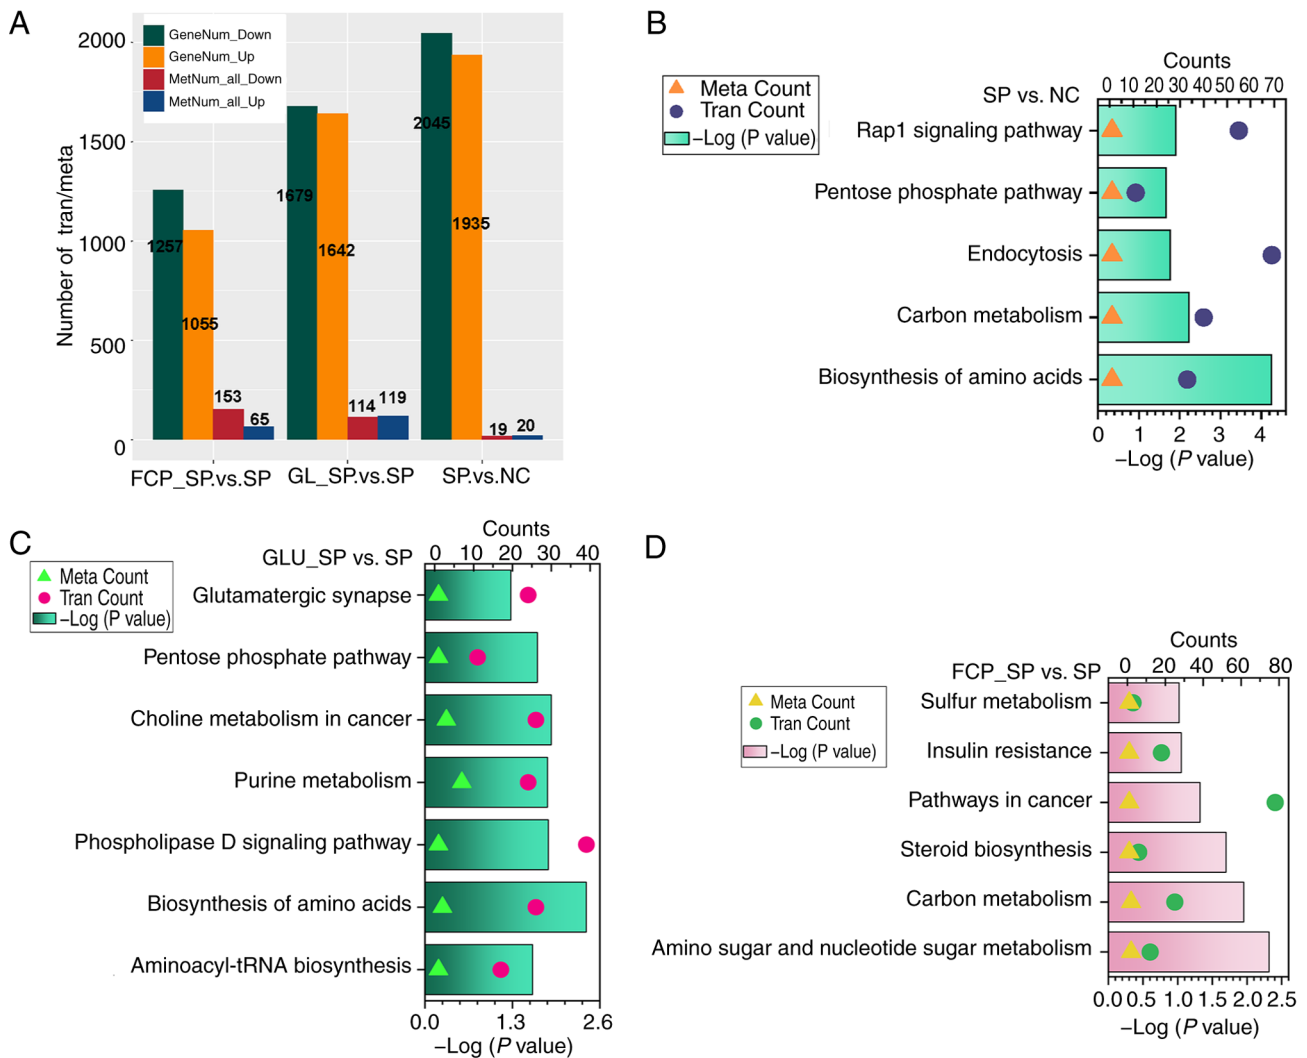 A
GeneNum_Down
GeneNum_Up
MetNum_all_Down
MetNum_all_Up
Number of tran/meta
2000
1500
1000
500
0
1257
1055
153
65
1679
1642
114
119
2045
1935
19
20
FCP_SP.vs.SP
GL_SP.vs.SP
SP.vs.NC
B
Meta Count
Tran Count
–Log (P value)
Counts
SP vs. NC
0 10 20 30 40 50 60 70
Rap1 signaling pathway
Pentose phosphate pathway
Endocytosis
Carbon metabolism
Biosynthesis of amino acids
0 1 2 3 4
–Log (P value)
C
Meta Count
Tran Count
–Log (P value)
Counts
GLU_SP vs. SP
0 10 20 30 40
Glutamatergic synapse
Pentose phosphate pathway
Choline metabolism in cancer
Purine metabolism
Phospholipase D signaling pathway
Biosynthesis of amino acids
Aminoacyl-tRNA biosynthesis
0.0 1.3 2.6
–Log (P value)
D
Meta Count
Tran Count
–Log (P value)
Counts
FCP_SP vs. SP
0 20 40 60 80
Sulfur metabolism
Insulin resistance
Pathways in cancer
Steroid biosynthesis
Carbon metabolism
Amino sugar and nucleotide sugar metabolism
0.0 0.5 1.0 1.5 2.0 2.5
–Log (P value)